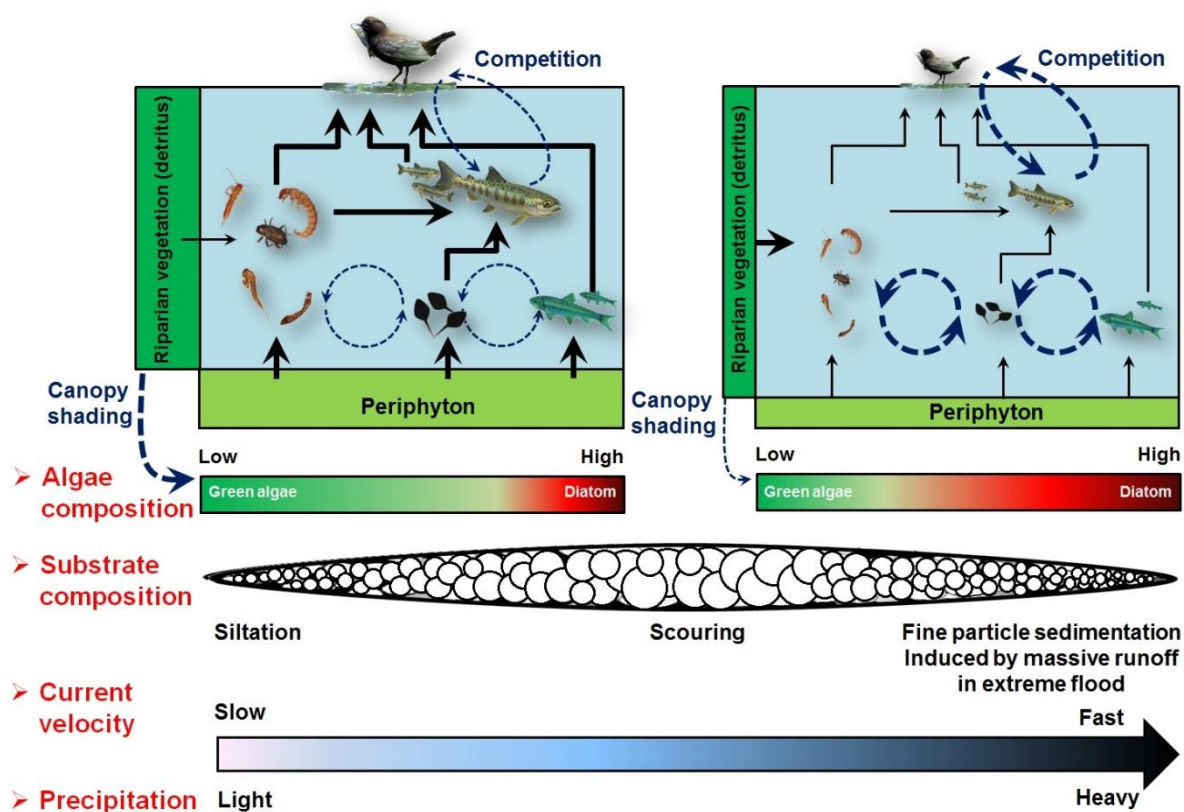 Competition
Riparian vegetation (detritus)
Periphyton
Canopy
shading
Competition
Riparian vegetation (detritus)
Periphyton
Canopy
shading
➢ Algae
composition
Low High
Green algae Diatom
Low High
Green algae Diatom
➢ Substrate
composition
Siltation Scouring Fine particle sedimentation
Induced by massive runoff
in extreme flood
➢ Current
velocity
Slow Fast
➢ Precipitation Light Heavy